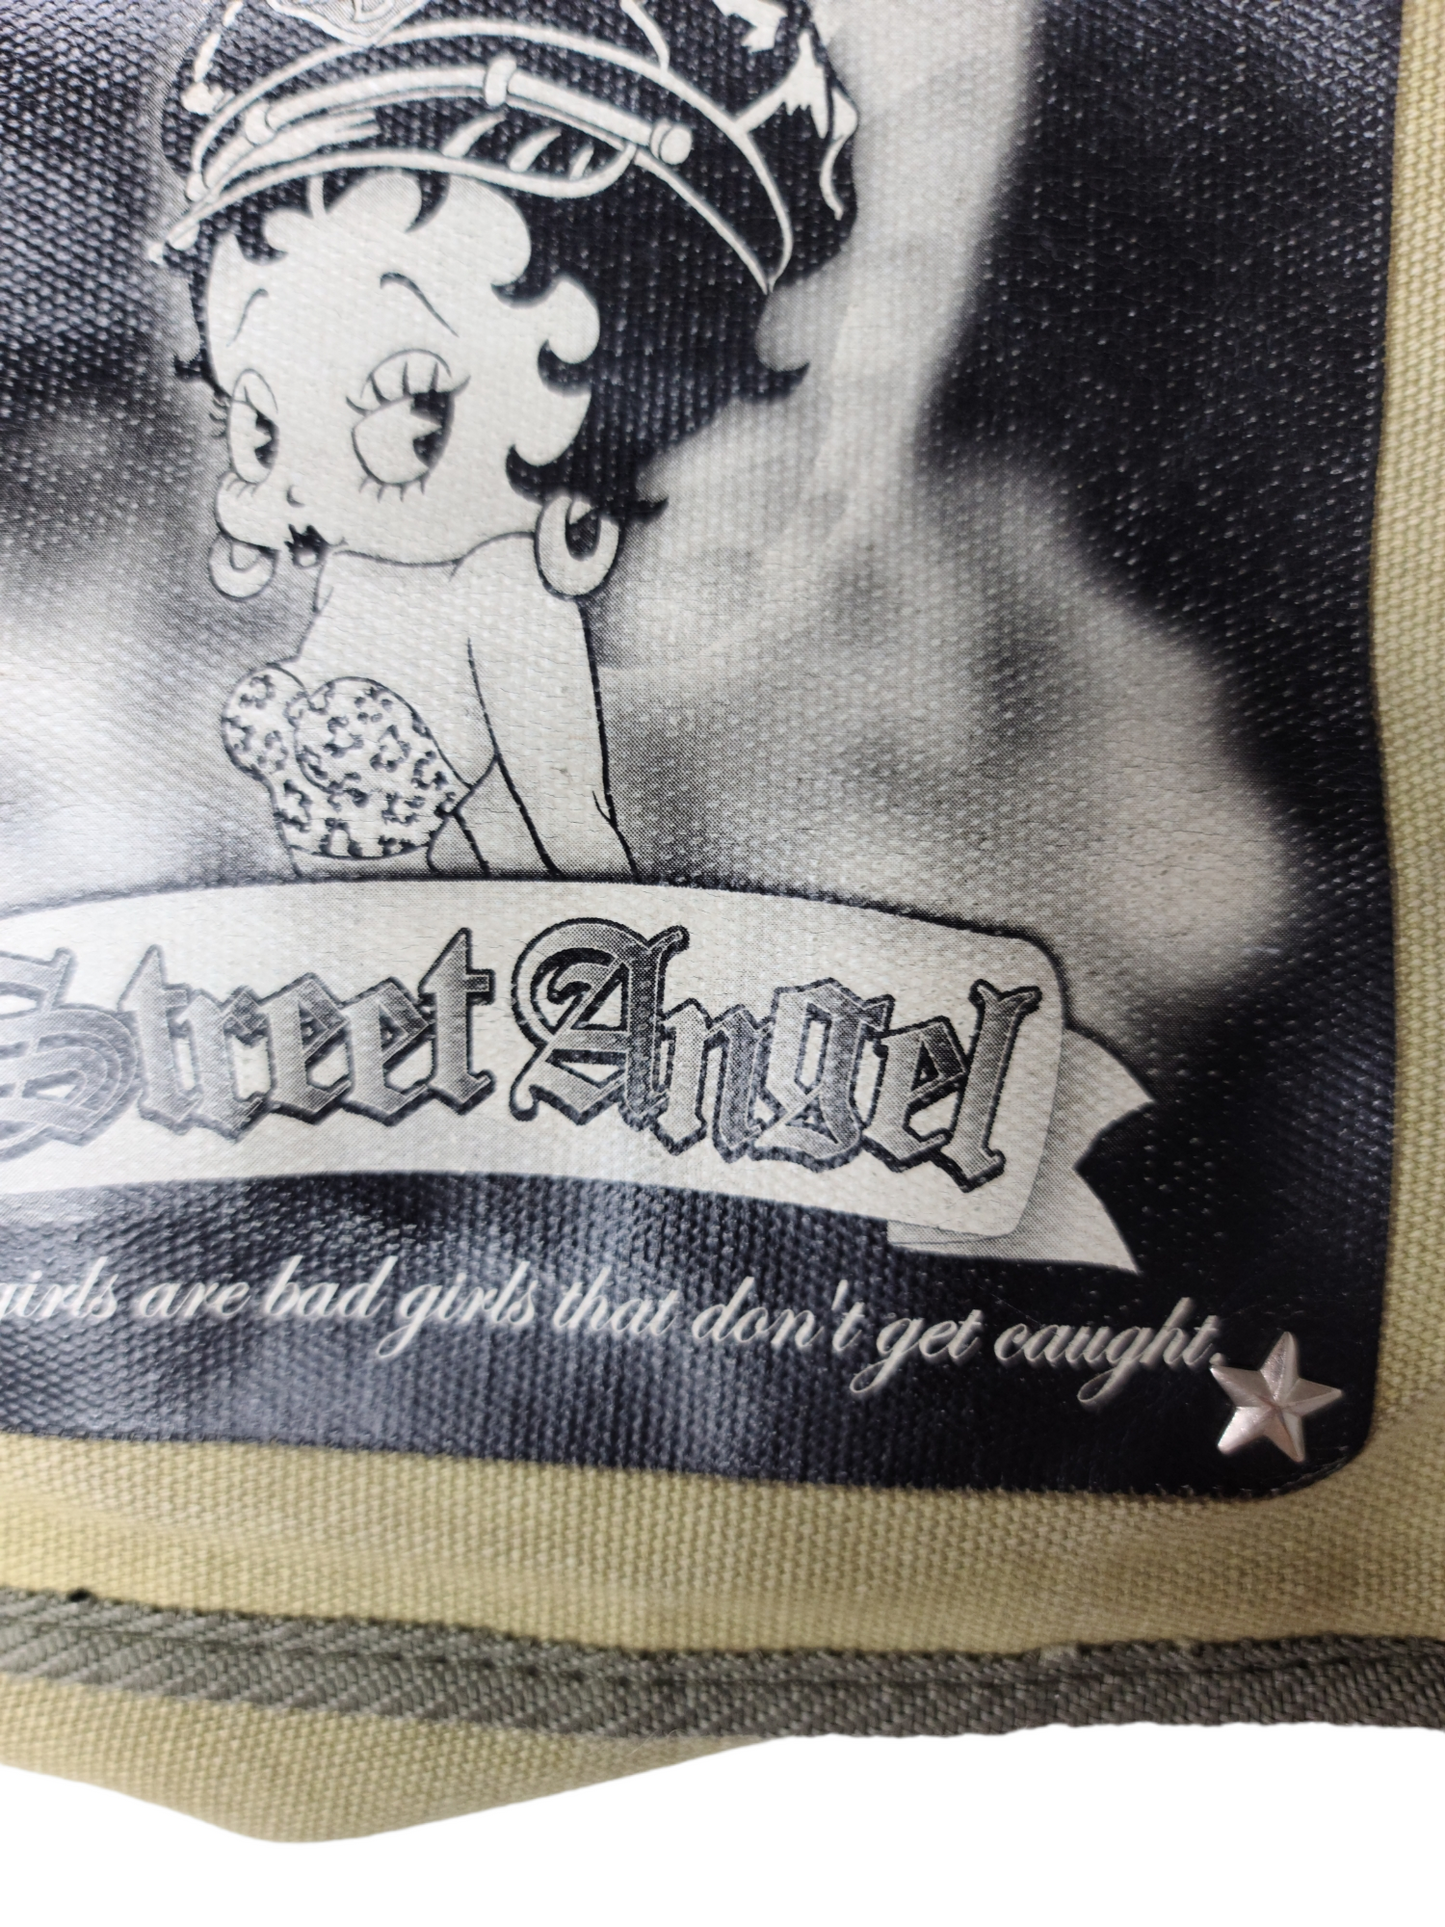 Street Angel
girls are bad girls that don't get caught.